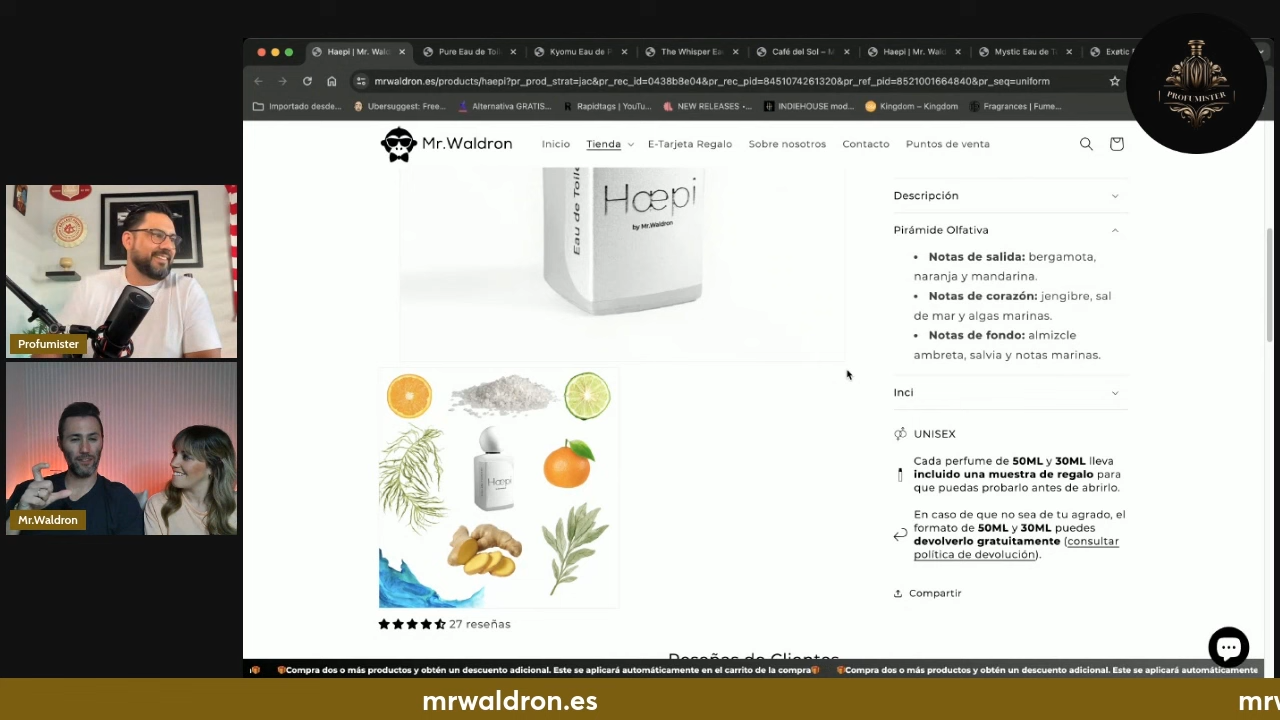 Haepi | Mr. Wald
Pure Eau de Toi
Kyomu Eau de P
The Whisper Ea
Café del Sol – M
Haepi | Mr. Wal
Mystic Eau de T
Exotic
mrwaldron.es/products/haepi?pr_prod_strat=jac&pr_rec_id=0438b8e04&pr_rec_pid=8451074261320&pr_ref_pid=8521001664840&pr_seq=uniform
Importado desde...
Ubersuggest: Free...
Alternativa GRATIS...
Rapidtags | YouTu...
NEW RELEASES •...
INDIEHOUSE mod...
Kingdom – Kingdom
Fragrances | Fume...
PROFUMISTER
Mr.Waldron
Inicio
Tienda
E-Tarjeta Regalo
Sobre nosotros
Contacto
Puntos de venta
Eau de Toile
Hæpi
by Mr.Waldron
Descripción
Pirámide Olfativa
• Notas de salida: bergamota,
naranja y mandarina.
• Notas de corazón: jengibre, sal
de mar y algas marinas.
• Notas de fondo: almizcle
ambreta, salvia y notas marinas.
Inci
UNISEX
Cada perfume de 50ML y 30ML lleva
incluido una muestra de regalo para
que puedas probarlo antes de abrirlo.
En caso de que no sea de tu agrado, el
formato de 50ML y 30ML puedes
devolverlo gratuitamente (consultar
política de devolución).
Compartir
Hæpi
27 reseñas
Reseñas de Clientes
Compra dos o más productos y obtén un descuento adicional. Este se aplicará automáticamente en el carrito de la compra
Compra dos o más productos y obtén un descuento adicional. Este se aplicará automáticamente
Profumister
Mr.Waldron
mrwaldron.es
mrw